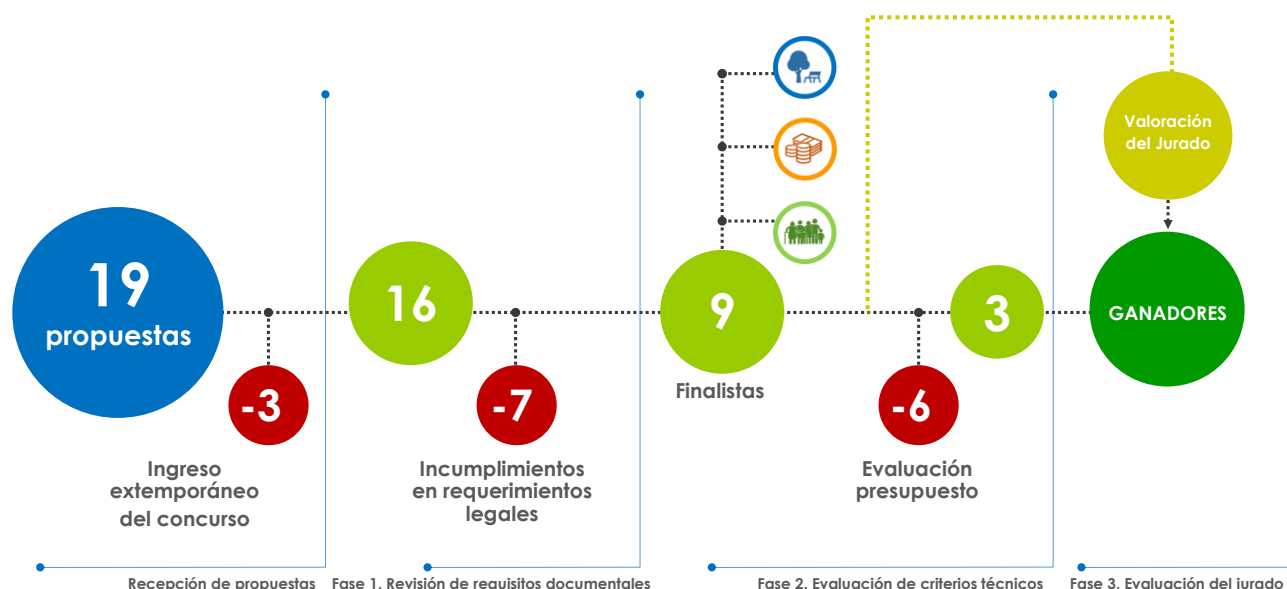 19
propuestas
-3
Ingreso
extemporáneo
del concurso
16
-7
Incumplimientos
en requerimientos
legales
9
Finalistas
-6
Evaluación
presupuesto
3
Valoración
del Jurado
GANADORES
Recepción de propuestas
Fase 1. Revisión de requisitos documentales
Fase 2. Evaluación de criterios técnicos
Fase 3. Evaluación del jurado